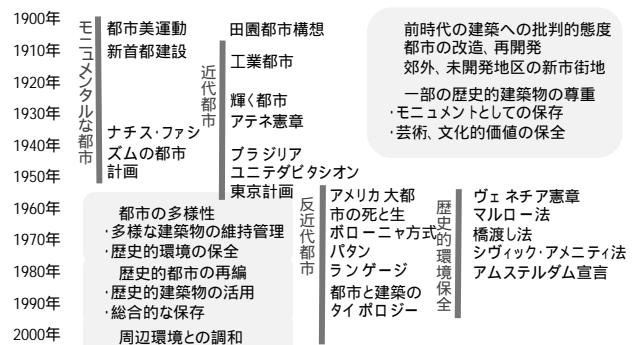 1900年
1910年
1920年
1930年
1940年
1950年
1960年
1970年
1980年
1990年
2000年
モニュメンタルな都市
都市美運動
新首都建設
ナチス・ファシ
ズムの都市
計画
近代都市
田園都市構想
工業都市
輝く都市
アテネ憲章
ブラジリア
ユニテダビタシオン
東京計画
前時代の建築への批判的態度
都市の改造、再開発
郊外、未開発地区の新市街地
一部の歴史的建築物の尊重
・モニュメントとしての保存
・芸術、文化的価値の保全
都市の多様性
・多様な建築物の維持管理
・歴史的環境の保全
歴史的都市の再編
・歴史的建築物の活用
・総合的な保存
周辺環境との調和
反近代都市
アメリカ大都
市の死と生
ボローニャ方式
パタン
ランゲージ
都市と建築の
タイポロジー
歴史的環境保全
ヴェネチア憲章
マルロー法
橋渡し法
シヴィック・アメニティ法
アムステルダム宣言